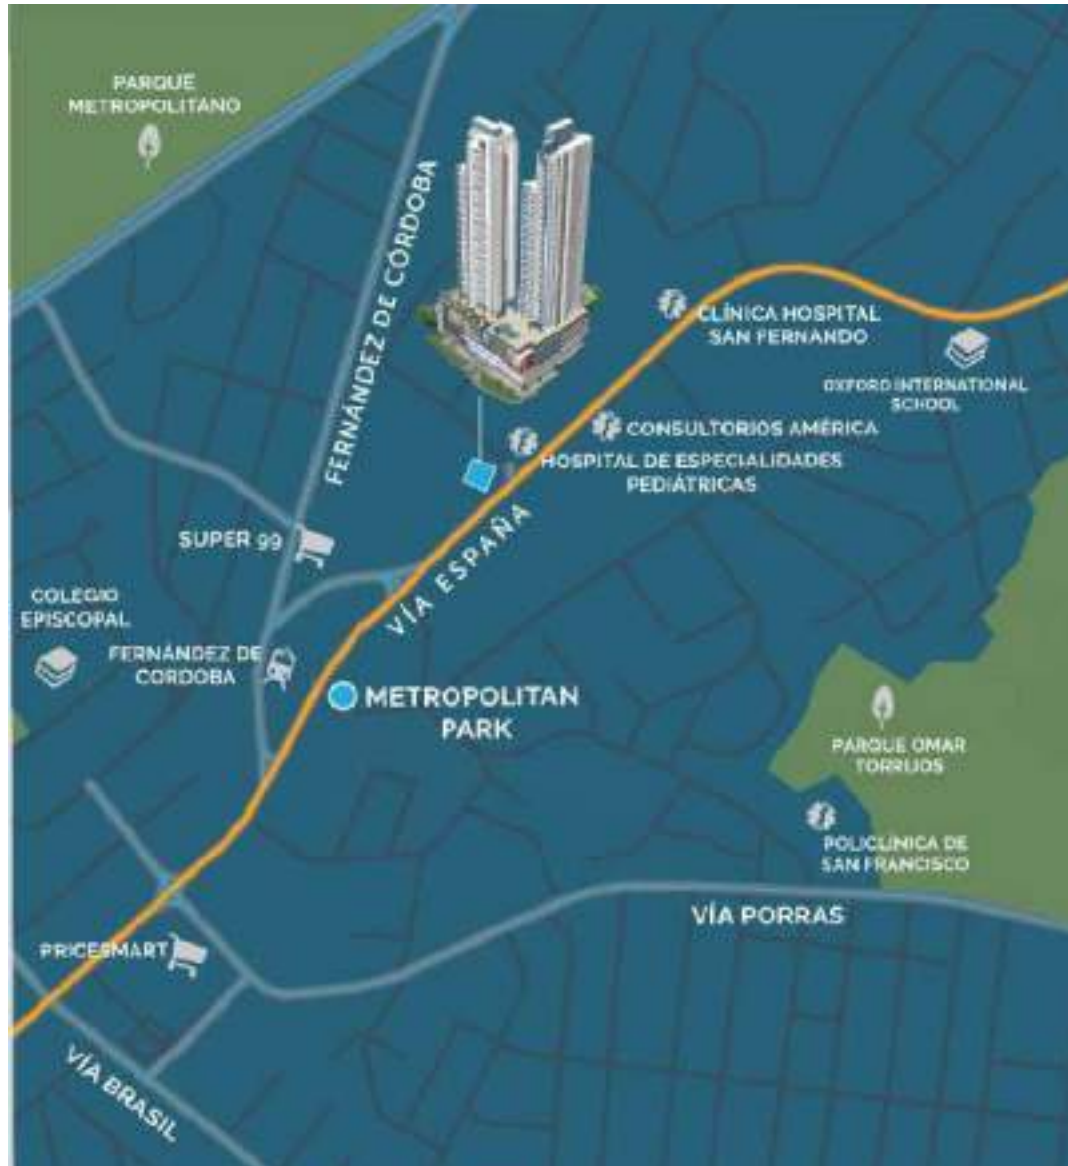 PARQUE
METROPOLITANO
FERNÁNDEZ DE CÓRDOBA
CLÍNICA HOSPITAL
SAN FERNANDO
OXFORD INTERNATIONAL
SCHOOL
CONSULTORIOS AMÉRICA
HOSPITAL DE ESPECIALIDADES
PEDIÁTRICAS
VÍA ESPAÑA
SUPER 99
COLEGIO
EPISCOPAL
FERNÁNDEZ DE
CORDOBA
METROPOLITAN
PARK
PARQUE OMAR
TORRIJOS
POLICLÍNICA DE
SAN FRANCISCO
VÍA PORRAS
PRICESMART
VÍA BRASIL